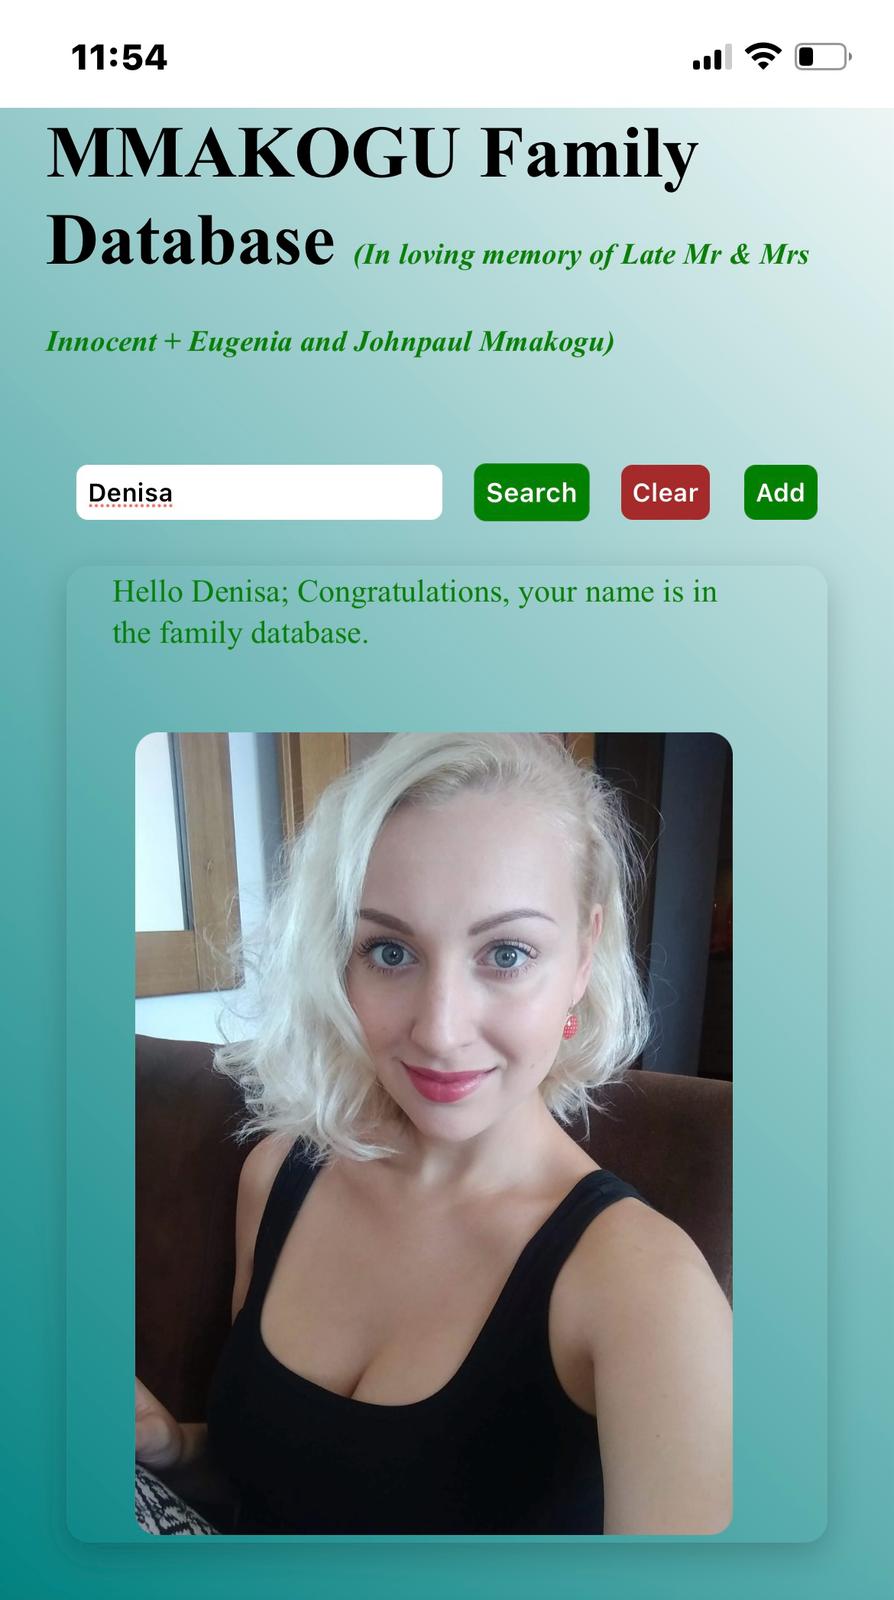 11:54
MMAKOGU Family
Database (In loving memory of Late Mr & Mrs
Innocent + Eugenia and Johnpaul Mmakogu)
Denisa Search Clear Add
Hello Denisa; Congratulations, your name is in
the family database.